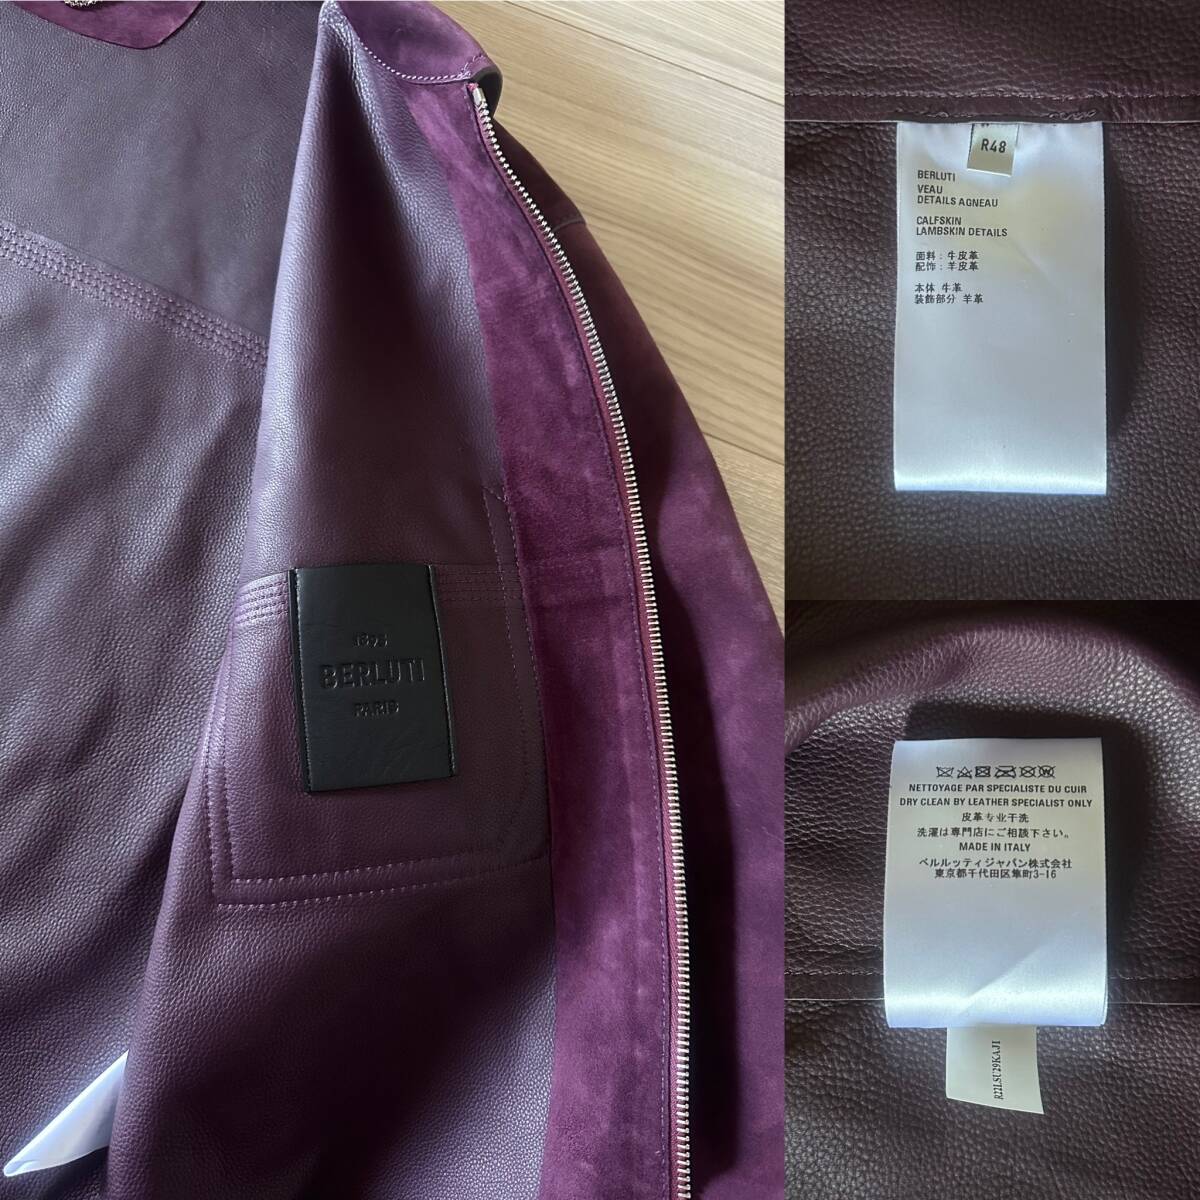 1895
BERLUTI
PARIS
R48
BERLUTI
VEAU
DETAILS AGNEAU
CALFSKIN
LAMBSKIN DETAILS
面料：牛皮革
配饰：羊皮革
本体 牛革
装飾部分 羊革
NETTOYAGE PAR SPECIALISTE DU CUIR
DRY CLEAN BY LEATHER SPECIALIST ONLY
皮革专业干洗
洗濯は専門店にご相談下さい。
MADE IN ITALY
ベルルッティジャパン株式会社
東京都千代田区隼町3-16
R22LSU29KAJI